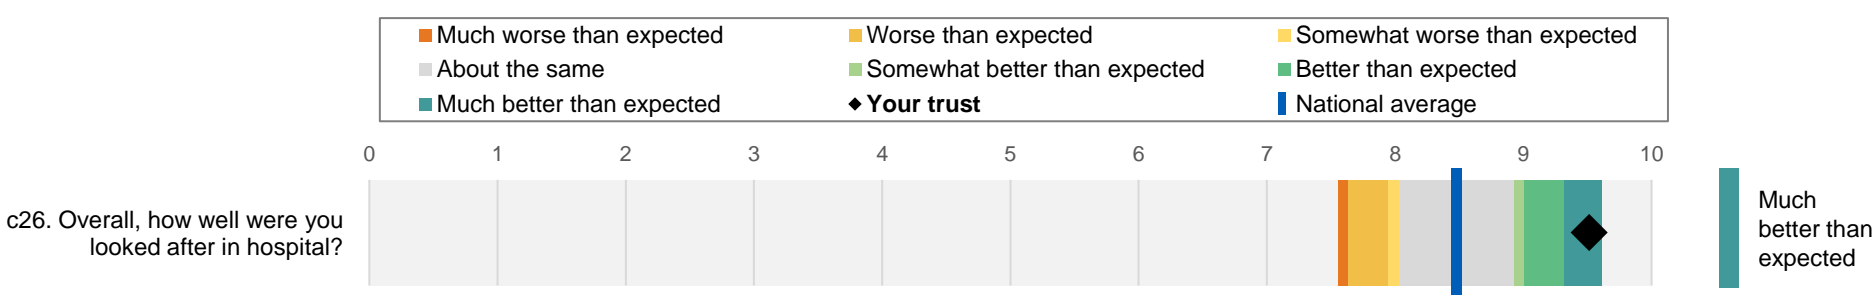 Much worse than expected Worse than expected Somewhat worse than expected
About the same Somewhat better than expected Better than expected
Much better than expected Your trust National average
0 1 2 3 4 5 6 7 8 9 10
c26. Overall, how well were you
looked after in hospital?
Much
better than
expected